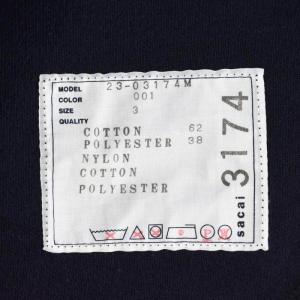 MODEL 23-03174M
COLOR 001
SIZE 3
QUALITY
COTTON 62
POLYESTER 38
NYLON
COTTON
POLYESTER
sacai 3174